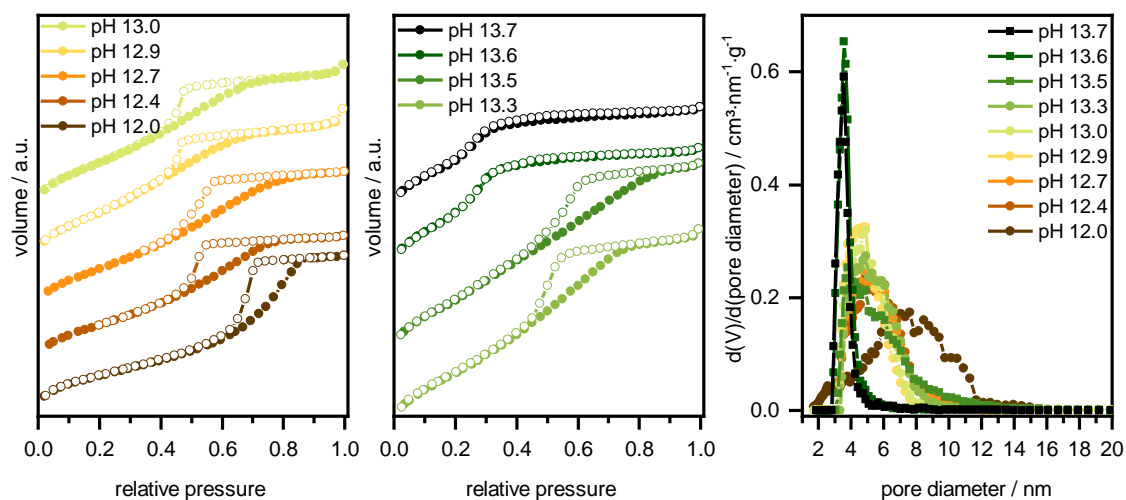 pH 13.0
pH 12.9
pH 12.7
pH 12.4
pH 12.0
volume / a.u.
0.0 0.2 0.4 0.6 0.8 1.0
relative pressure
pH 13.7
pH 13.6
pH 13.5
pH 13.3
volume / a.u.
0.0 0.2 0.4 0.6 0.8 1.0
relative pressure
pH 13.7
pH 13.6
pH 13.5
pH 13.3
pH 13.0
pH 12.9
pH 12.7
pH 12.4
pH 12.0
d(V)/d(pore diameter) / cm³·nm⁻¹·g⁻¹
0.6
0.4
0.2
0.0
2 4 6 8 10 12 14 16 18 20
pore diameter / nm